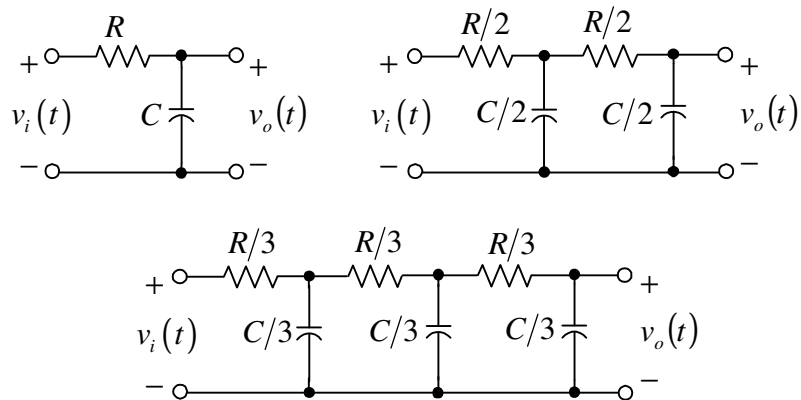 R
+ + 
v_i(t) C v_o(t)
− −
R/2 R/2
+ +
v_i(t) C/2 C/2 v_o(t)
− −
R/3 R/3 R/3
+ +
v_i(t) C/3 C/3 C/3 v_o(t)
− −